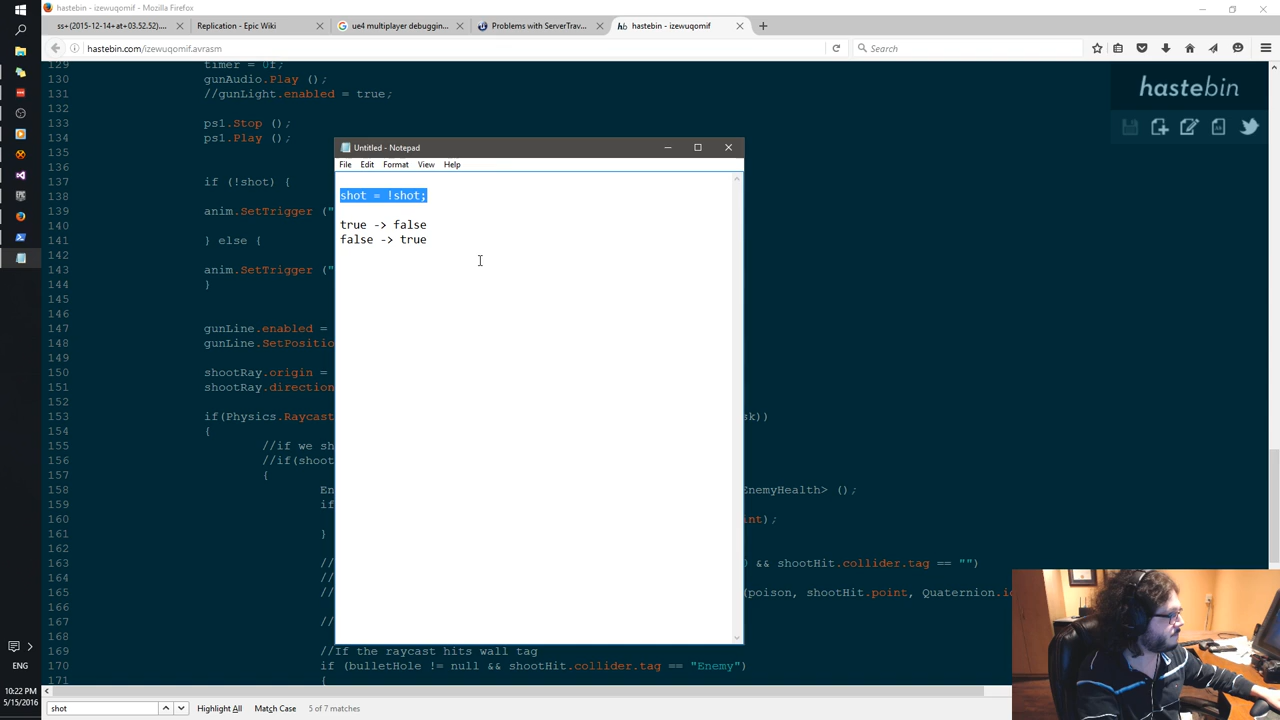 hastebin.com/izewuqomif.avrasm - Mozilla Firefox
ss+(2015-12-14+at+03.52.52)....
Replication - Epic Wiki
ue4 multiplayer debuggin...
Problems with ServerTrav...
hb hastebin - izewuqomif
hastebin.com/izewuqomif.avrasm
Search
hastebin
129 timer = 0f;
130 gunAudio.Play ();
131 //gunLight.enabled = true;
132
133 ps1.Stop ();
134 ps1.Play ();
135
136
137 if (!shot) {
138
139 anim.SetTrigger ("
140
141 } else {
142
143 anim.SetTrigger ("
144 }
145
146
147 gunLine.enabled =
148 gunLine.SetPositio
149
150 shootRay.origin =
151 shootRay.direction
152
153 if(Physics.Raycast sk))
154 {
155 //if we sh
156 //if(shoot
157 {
158 En EnemyHealth> ();
159 if
160 int);
161 }
162
163 // ) && shootHit.collider.tag == "")
164 //
165 // (poison, shootHit.point, Quaternion.i
166
167 //
168
169 //If the raycast hits wall tag
170 if (bulletHole != null && shootHit.collider.tag == "Enemy")
171 {
Untitled - Notepad
File Edit Format View Help
shot = !shot;
true -> false
false -> true
shot
Highlight All
Match Case
5 of 7 matches
ENG
10:22 PM
5/15/2016